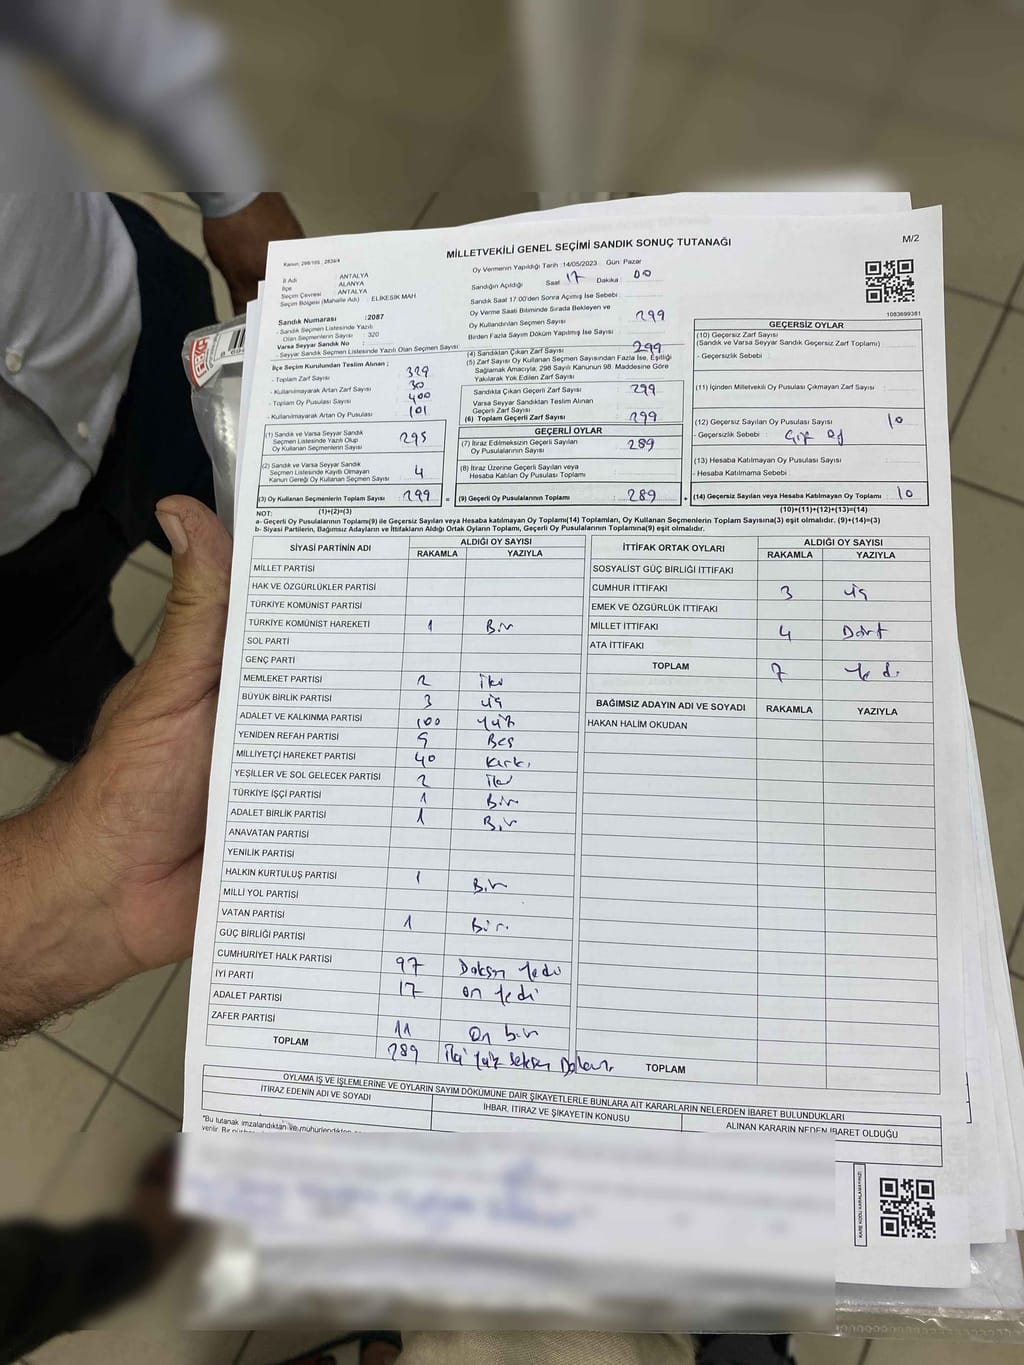 Kanun: 298/105 : 2839/4
MİLLETVEKİLİ GENEL SEÇİMİ SANDIK SONUÇ TUTANAĞI
M/2
İl Adı : ANTALYA
İlçe : ALANYA
Seçim Çevresi : ANTALYA
Seçim Bölgesi (Mahalle Adı) : ELİKESİK MAH
Sandık Numarası :2087
- Sandık Seçmen Listesinde Yazılı
Olan Seçmenlerin Sayısı : 320
Varsa Seyyar Sandık No :
- Seyyar Sandık Seçmen Listesinde Yazılı Olan Seçmen Sayısı:
İlçe Seçim Kurulundan Teslim Alınan ;
- Toplam Zarf Sayısı : 329
- Kullanılmayarak Artan Zarf Sayısı : 30
- Toplam Oy Pusulası Sayısı : 400
- Kullanılmayarak Artan Oy Pusulası : 101
(1) Sandık ve Varsa Seyyar Sandık
Seçmen Listesinde Yazılı Olup
Oy Kullanan Seçmenlerin Sayısı : 295
(2) Sandık ve Varsa Seyyar Sandık
Seçmen Listesinde Kayıtlı Olmayan
Kanun Gereği Oy Kullanan Seçmen Sayısı : 4
(3) Oy Kullanan Seçmenlerin Toplam Sayısı : 299
(1)+(2)=(3)
Oy Vermenin Yapıldığı Tarih : 14/05/2023 Gün: Pazar
Sandığın Açıldığı Saat 17 Dakika 00
Sandık Saat 17:00'den Sonra Açılmış İse Sebebi :
Oy Verme Saati Bitiminde Sırada Bekleyen ve
Oy Kullandırılan Seçmen Sayısı : 299
Birden Fazla Sayım Döküm Yapılmış İse Sayısı :
(4) Sandıktan Çıkan Zarf Sayısı : 299
(5) Zarf Sayısı Oy Kullanan Seçmen Sayısından Fazla İse, Eşitliği
Sağlamak Amacıyla; 298 Sayılı Kanunun 98. Maddesine Göre
Yakılarak Yok Edilen Zarf Sayısı :
Sandıkta Çıkan Geçerli Zarf Sayısı : 299
Varsa Seyyar Sandıktan Teslim Alınan
Geçerli Zarf Sayısı :
(6) Toplam Geçerli Zarf Sayısı : 299
GEÇERLİ OYLAR
(7) İtiraz Edilmeksizin Geçerli Sayılan
Oy Pusulalarının Sayısı : 289
(8) İtiraz Üzerine Geçerli Sayılan veya
Hesaba Katılan Oy Pusulası Toplamı :
= (9) Geçerli Oy Pusulalarının Toplamı : 289 +
1083699381
GEÇERSİZ OYLAR
(10) Geçersiz Zarf Sayısı
(Sandık ve Varsa Seyyar Sandık Geçersiz Zarf Toplamı) :
- Geçersizlik Sebebi :
(11) İçinden Milletvekili Oy Pusulası Çıkmayan Zarf Sayısı :
(12) Geçersiz Sayılan Oy Pusulası Sayısı : 10
- Geçersizlik Sebebi : Çift Oy
(13) Hesaba Katılmayan Oy Pusulası Sayısı :
- Hesaba Katılmama Sebebi :
(14) Geçersiz Sayılan veya Hesaba Katılmayan Oy Toplamı : 10
(10)+(11)+(12)+(13)=(14)
NOT:
a- Geçerli Oy Pusulalarının Toplamı(9) ile Geçersiz Sayılan veya Hesaba katılmayan Oy Toplamı(14) Toplamları, Oy Kullanan Seçmenlerin Toplam Sayısına(3) eşit olmalıdır. (9)+(14)=(3)
b- Siyasi Partilerin, Bağımsız Adayların ve İttifakların Aldığı Ortak Oyların Toplamı, Geçerli Oy Pusulalarının Toplamına(9) eşit olmalıdır.
SİYASİ PARTİNİN ADI ALDIĞI OY SAYISI
RAKAMLA YAZIYLA
MİLLET PARTİSİ
HAK VE ÖZGÜRLÜKLER PARTİSİ
TÜRKİYE KOMÜNİST PARTİSİ
TÜRKİYE KOMÜNİST HAREKETİ 1 Bir
SOL PARTİ
GENÇ PARTİ
MEMLEKET PARTİSİ 2 iki
BÜYÜK BİRLİK PARTİSİ 3 üç
ADALET VE KALKINMA PARTİSİ 100 yüz
YENİDEN REFAH PARTİSİ 5 Beş
MİLLİYETÇİ HAREKET PARTİSİ 40 Kırk
YEŞİLLER VE SOL GELECEK PARTİSİ 2 iki
TÜRKİYE İŞÇİ PARTİSİ 1 Bir
ADALET BİRLİK PARTİSİ 1 Bir
ANAVATAN PARTİSİ
YENİLİK PARTİSİ
HALKIN KURTULUŞ PARTİSİ 1 Bir
MİLLİ YOL PARTİSİ
VATAN PARTİSİ 1 Bir.
GÜÇ BİRLİĞİ PARTİSİ
CUMHURİYET HALK PARTİSİ 97 Doksan Yedi
İYİ PARTİ 17 on yedi
ADALET PARTİSİ
ZAFER PARTİSİ 11 On bir
TOPLAM 289 iki yüz seksen Dokuz
İTTİFAK ORTAK OYLARI ALDIĞI OY SAYISI
RAKAMLA YAZIYLA
SOSYALİST GÜÇ BİRLİĞİ İTTİFAKI
CUMHUR İTTİFAKI 3 üç
EMEK VE ÖZGÜRLÜK İTTİFAKI
MİLLET İTTİFAKI 4 Dört
ATA İTTİFAKI
TOPLAM 7 Yedi
BAĞIMSIZ ADAYIN ADI VE SOYADI RAKAMLA YAZIYLA
HAKAN HALİM OKUDAN
TOPLAM
OYLAMA İŞ VE İŞLEMLERİNE VE OYLARIN SAYIM DÖKÜMÜNE DAİR ŞİKAYETLERLE BUNLARA AİT KARARLARIN NELERDEN İBARET BULUNDUKLARI
İTİRAZ EDENİN ADI VE SOYADI
İHBAR, İTİRAZ VE ŞİKAYETİN KONUSU
ALINAN KARARIN NEDEN İBARET OLDUĞU
"Bu tutanak imzalandıktan ve mühürlendikten
KARE KODU KARALAMAYINIZ!